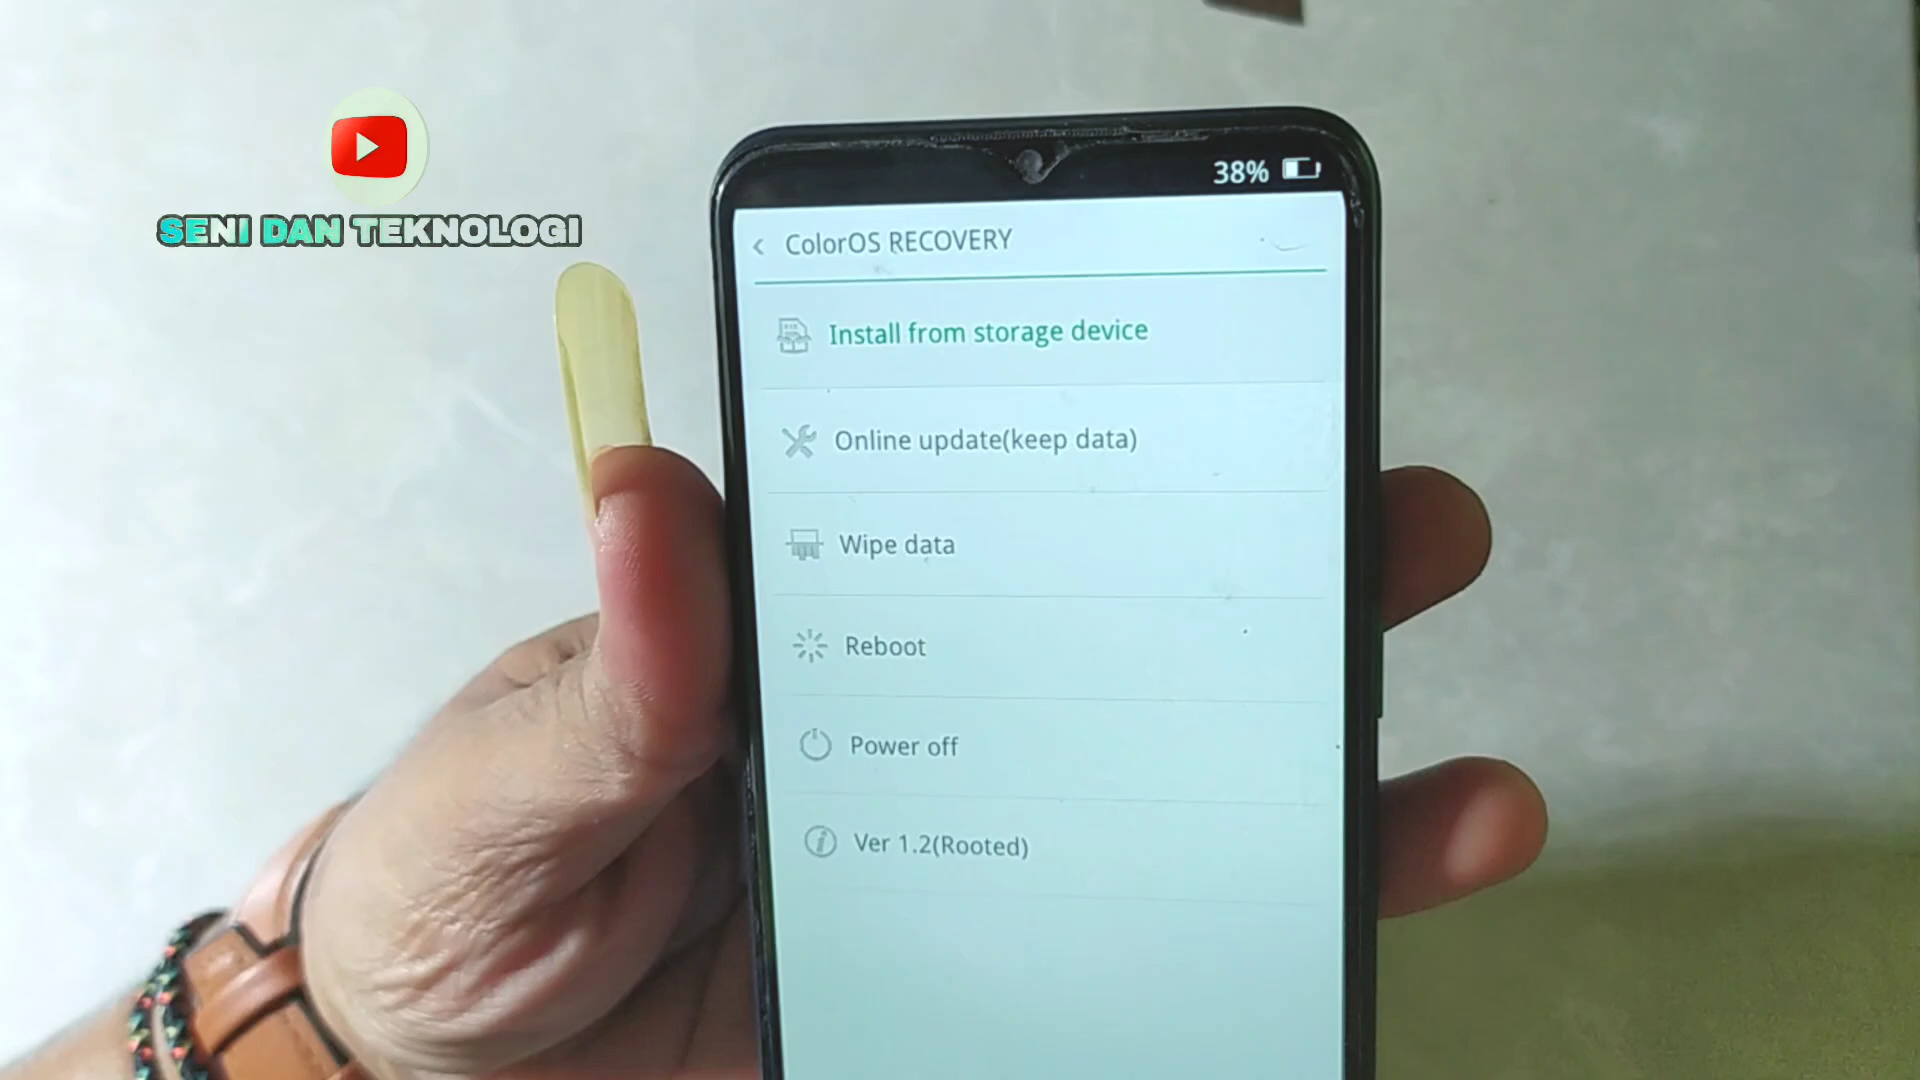 SENI DAN TEKNOLOGI
38%
ColorOS RECOVERY
Install from storage device
Online update(keep data)
Wipe data
Reboot
Power off
Ver 1.2(Rooted)